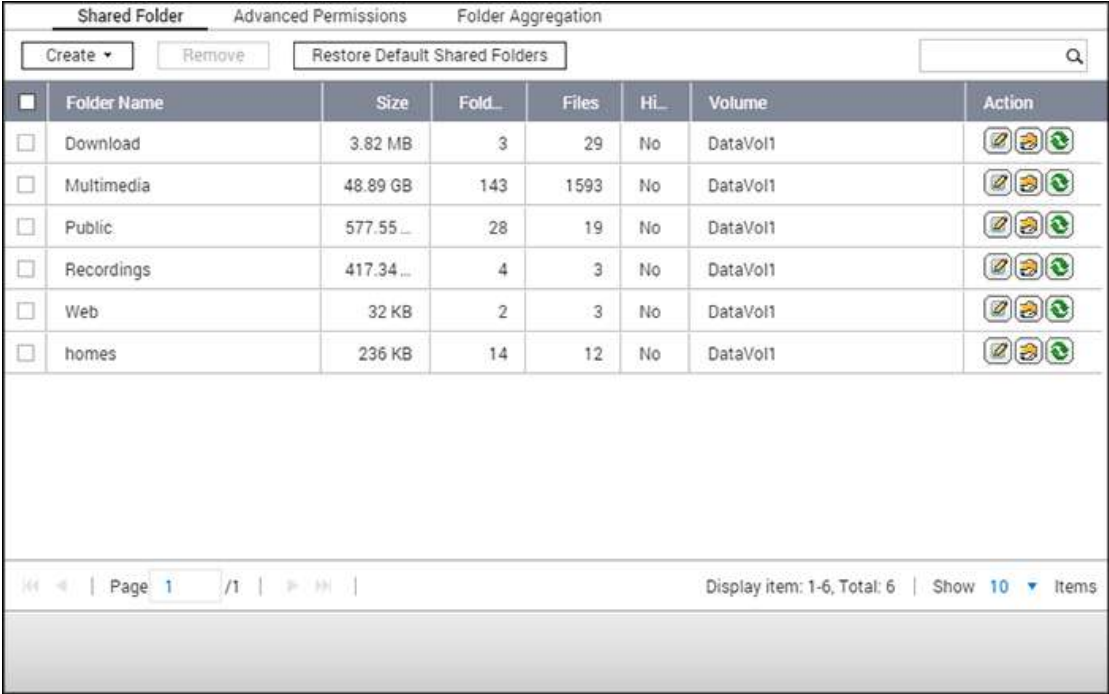 Shared Folder Advanced Permissions Folder Aggregation
Create Remove Restore Default Shared Folders
Folder Name Size Fold... Files Hi... Volume Action
Download 3.82 MB 3 29 No DataVol1
Multimedia 48.89 GB 143 1593 No DataVol1
Public 577.55 ... 28 19 No DataVol1
Recordings 417.34 ... 4 3 No DataVol1
Web 32 KB 2 3 No DataVol1
homes 236 KB 14 12 No DataVol1
Page 1 /1 Display item: 1-6, Total: 6 Show 10 Items